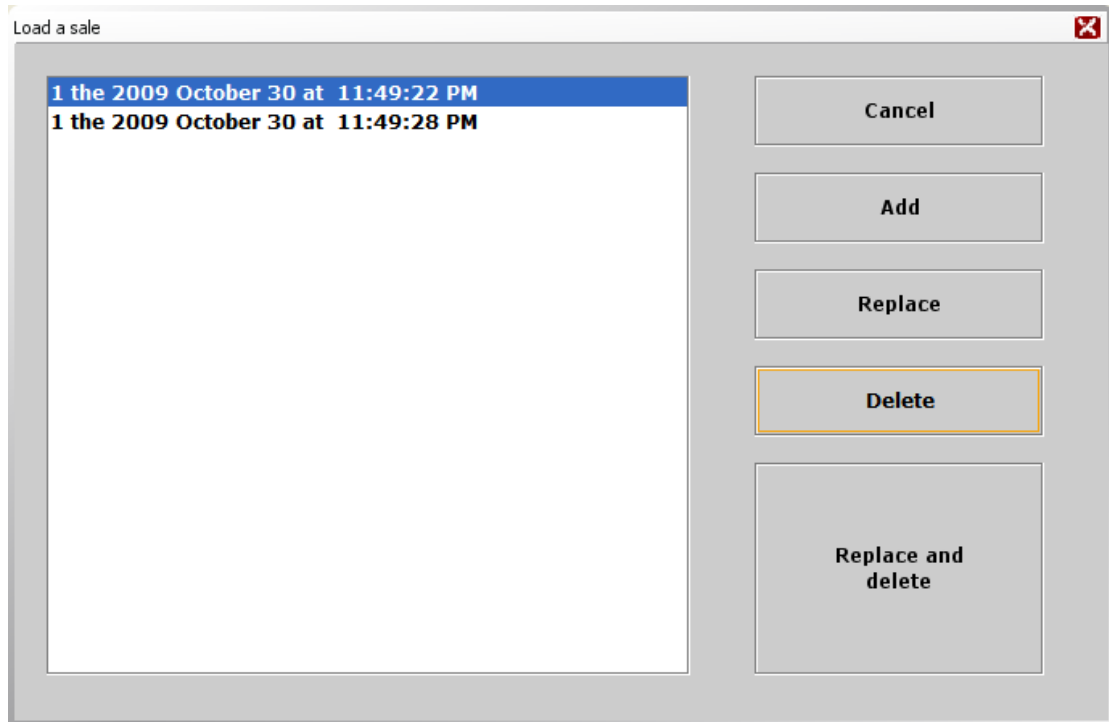 Load a sale
1 the 2009 October 30 at 11:49:22 PM
1 the 2009 October 30 at 11:49:28 PM
Cancel
Add
Replace
Delete
Replace and
delete